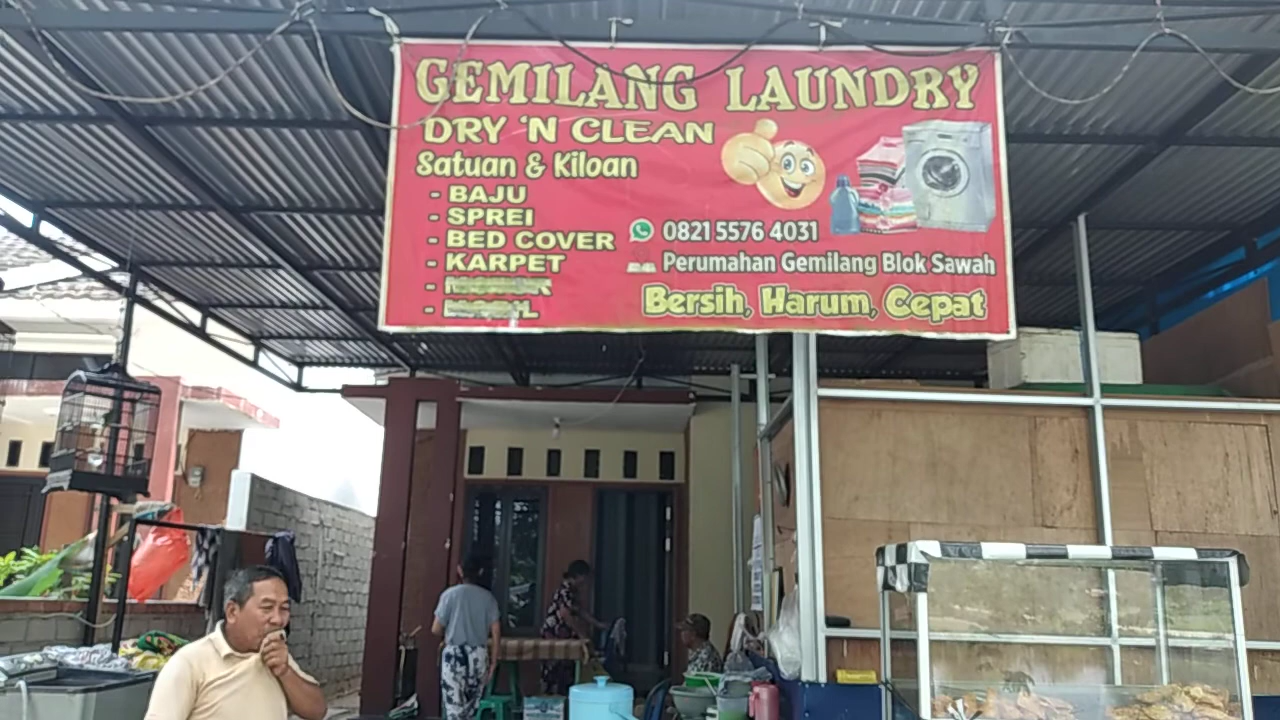 GEMILANG LAUNDRY
DRY 'N CLEAN
Satuan & Kiloan
- BAJU
- SPREI
- BED COVER
- KARPET
0821 5576 4031
Perumahan Gemilang Blok Sawah
Bersih, Harum, Cepat